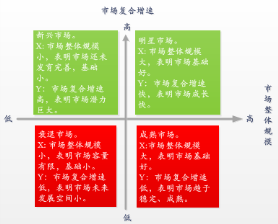 市场复合增速
高
新兴市场。
X：市场整体规模
小，表明市场还未
发育完善，基础
小。
Y：市场复合增速
高，表明市场潜力
巨大。
明星市场。
X：市场整体规模
大，表明市场基础
好。
Y：市场复合增速
快，表明市场成长
快。
低
高
市场整体规模
衰退市场。
X:市场整体规模
小，表明市场容量
有限，基础小。
Y：市场复合增速
低，表明市场未来
发展空间小。
成熟市场。
X:市场整体规模
大，表明市场基础
好。
Y：市场复合增速
低，表明市场趋于
稳定，成熟。
低